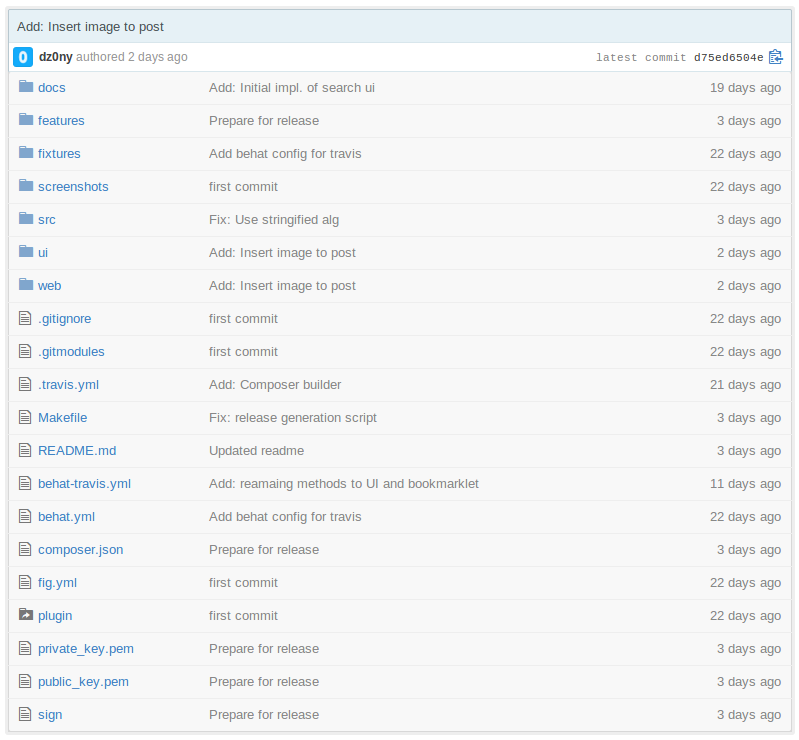 Add: Insert image to post
dz0ny authored 2 days ago latest commit d75ed6504e
docs Add: Initial impl. of search ui 19 days ago
features Prepare for release 3 days ago
fixtures Add behat config for travis 22 days ago
screenshots first commit 22 days ago
src Fix: Use stringified alg 3 days ago
ui Add: Insert image to post 2 days ago
web Add: Insert image to post 2 days ago
.gitignore first commit 22 days ago
.gitmodules first commit 22 days ago
.travis.yml Add: Composer builder 21 days ago
Makefile Fix: release generation script 3 days ago
README.md Updated readme 3 days ago
behat-travis.yml Add: reamaing methods to UI and bookmarklet 11 days ago
behat.yml Add behat config for travis 22 days ago
composer.json Prepare for release 3 days ago
fig.yml first commit 22 days ago
plugin first commit 22 days ago
private_key.pem Prepare for release 3 days ago
public_key.pem Prepare for release 3 days ago
sign Prepare for release 3 days ago